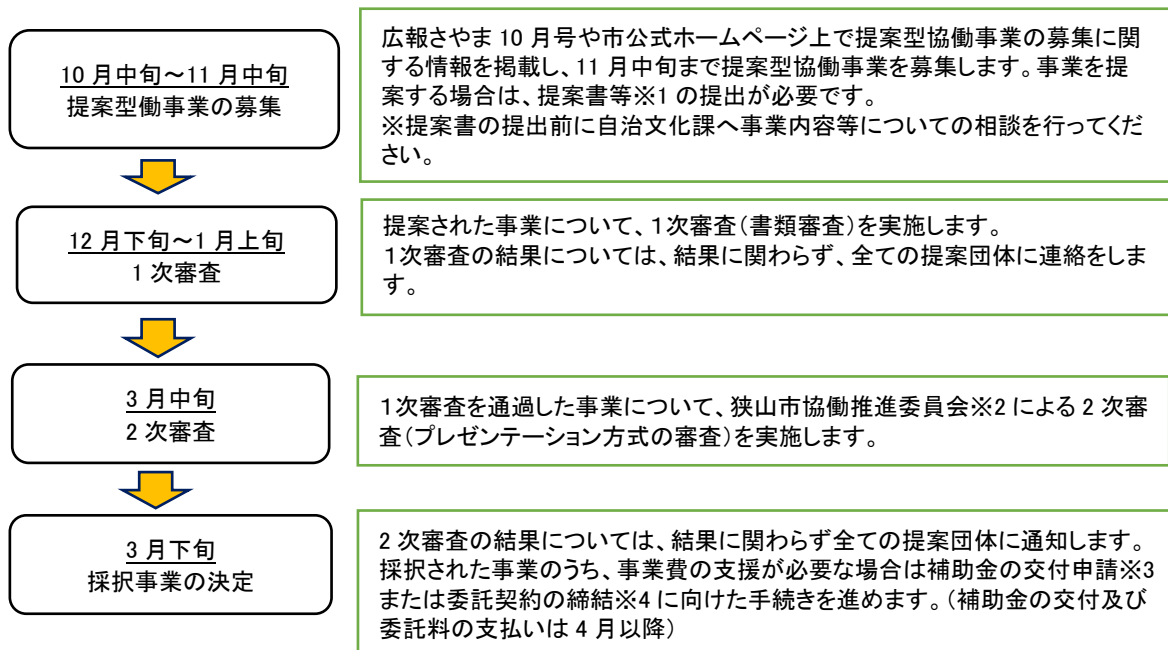 10月中旬～11月中旬
提案型働事業の募集
広報さやま 10 月号や市公式ホームページ上で提案型協働事業の募集に関
する情報を掲載し、11 月中旬まで提案型協働事業を募集します。事業を提
案する場合は、提案書等※1 の提出が必要です。
※提案書の提出前に自治文化課へ事業内容等についての相談を行ってくだ
さい。
12月下旬～1月上旬
1次審査
提案された事業について、1次審査(書類審査)を実施します。
1次審査の結果については、結果に関わらず、全ての提案団体に連絡をしま
す。
3月中旬
2次審査
1次審査を通過した事業について、狭山市協働推進委員会※2 による 2 次審
査(プレゼンテーション方式の審査)を実施します。
3月下旬
採択事業の決定
2 次審査の結果については、結果に関わらず全ての提案団体に通知します。
採択された事業のうち、事業費の支援が必要な場合は補助金の交付申請※3
または委託契約の締結※4 に向けた手続きを進めます。(補助金の交付及び
委託料の支払いは 4 月以降)